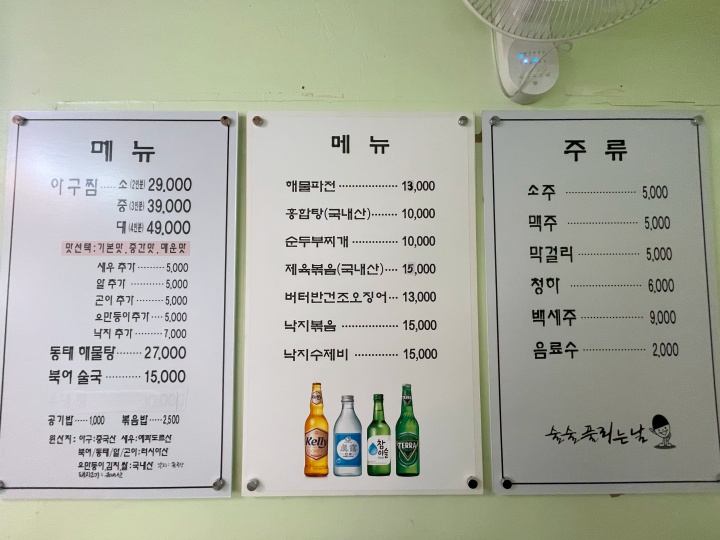 메 뉴
아구찜 ..... 소 (2인분) 29,000
중 (3인분) 39,000
대 (4인분) 49,000
맛선택 : 기본맛, 중간맛, 매운맛
새우 추가 ......... 5,000
알 추가 ......... 5,000
곤이 추가 ........ 5,000
오만둥이추가 .... 5,000
낙지 추가 ....... 7,000
동태 해물탕 ........ 27,000
북어 술국 .......... 15,000
공기밥 ..... 1,000 볶음밥 ..... 2,500
원산지 : 아구:중국산 새우:에콰도르산
북어/동태/알/곤이:러시아산
오만둥이,김치,쌀:국내산
메 뉴
해물파전 ............... 13,000
홍합탕(국내산) ....... 10,000
순두부찌개 ............ 10,000
제육볶음(국내산) .... 15,000
버터반건조오징어 ... 13,000
낙지볶음 ............... 15,000
낙지수제비 ............ 15,000
Kelly
眞露
참이슬
TERRA
주 류
소주 ................ 5,000
맥주 ................ 5,000
막걸리 ............. 5,000
청하 ................ 6,000
백세주 ............. 9,000
음료수 ............. 2,000
술술 풀리는 날